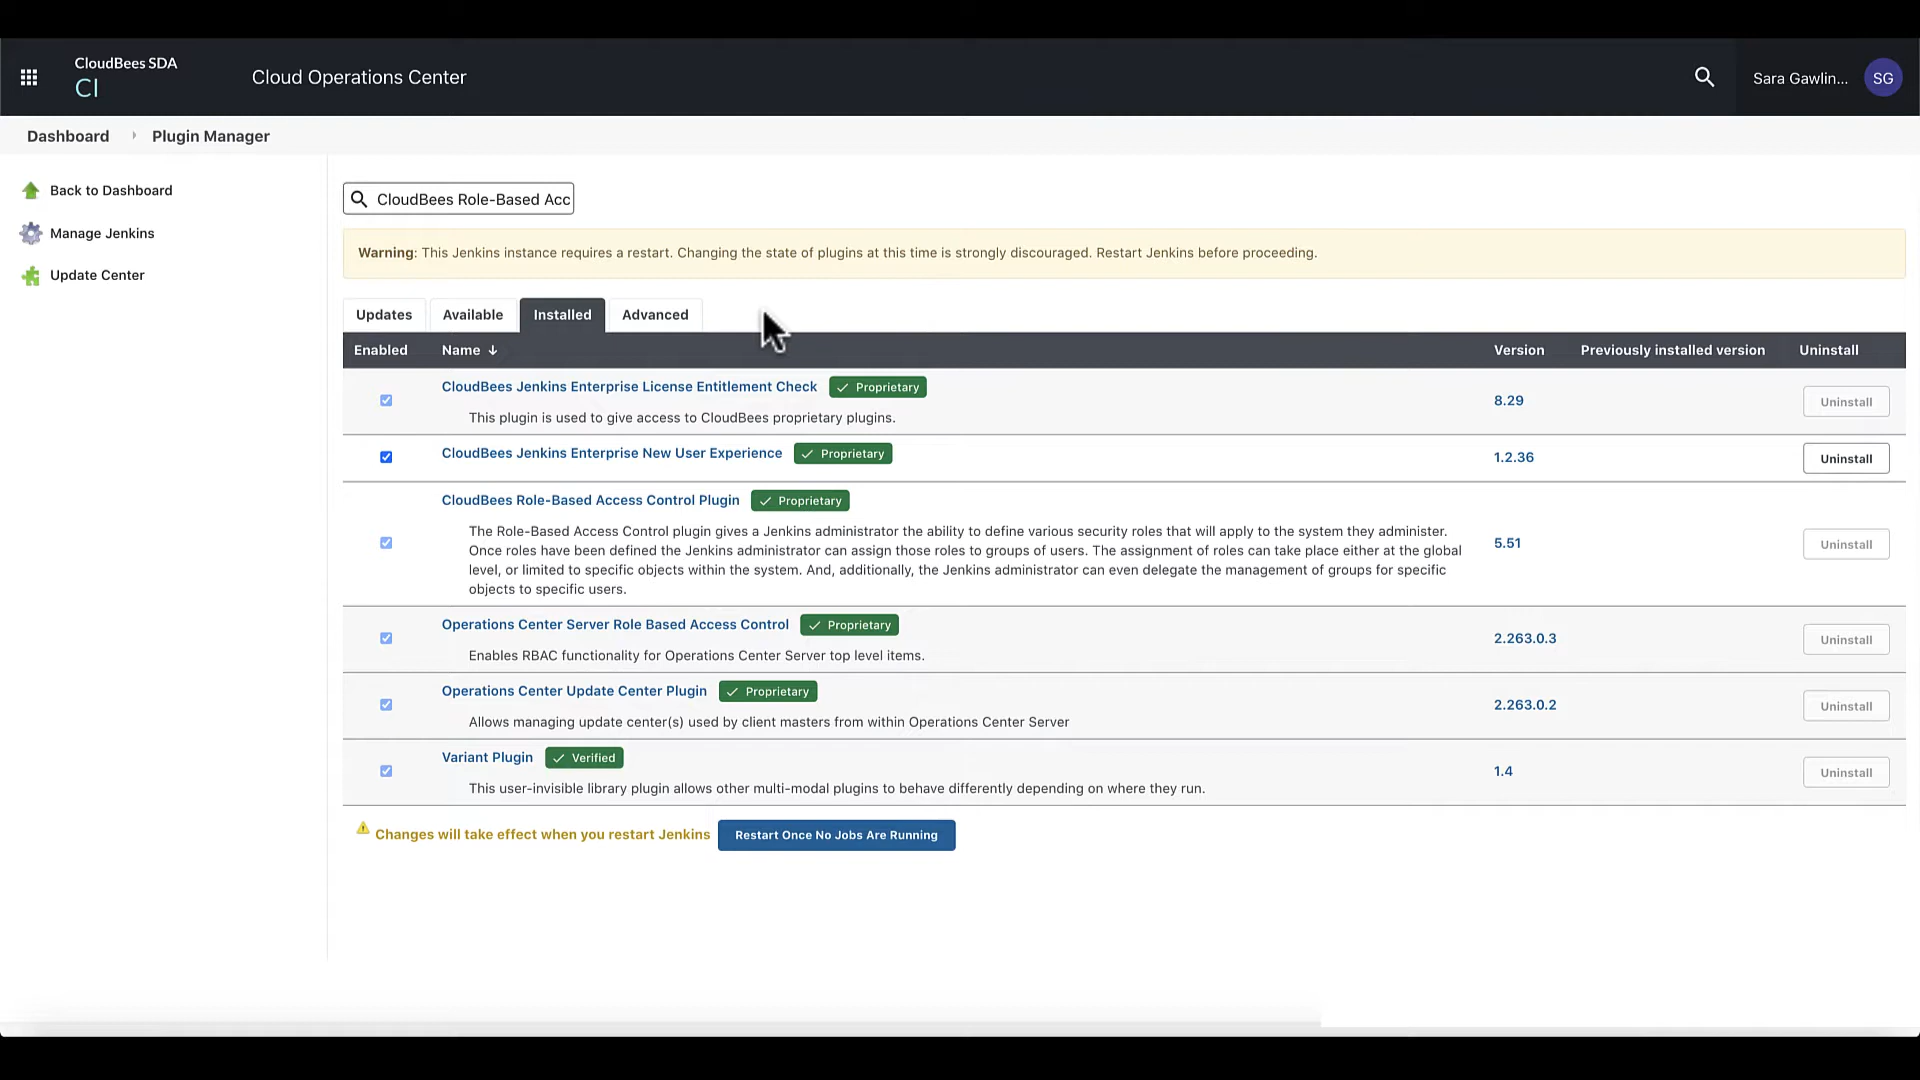 CloudBees SDA
CI
Cloud Operations Center
Sara Gawlin...
SG
Dashboard
Plugin Manager
Back to Dashboard
Manage Jenkins
Update Center
CloudBees Role-Based Acc
Warning: This Jenkins instance requires a restart. Changing the state of plugins at this time is strongly discouraged. Restart Jenkins before proceeding.
Updates
Available
Installed
Advanced
Enabled
Name ↓
Version
Previously installed version
Uninstall
CloudBees Jenkins Enterprise License Entitlement Check
Proprietary
This plugin is used to give access to CloudBees proprietary plugins.
8.29
Uninstall
CloudBees Jenkins Enterprise New User Experience
Proprietary
1.2.36
Uninstall
CloudBees Role-Based Access Control Plugin
Proprietary
The Role-Based Access Control plugin gives a Jenkins administrator the ability to define various security roles that will apply to the system they administer.
Once roles have been defined the Jenkins administrator can assign those roles to groups of users. The assignment of roles can take place either at the global
level, or limited to specific objects within the system. And, additionally, the Jenkins administrator can even delegate the management of groups for specific
objects to specific users.
5.51
Uninstall
Operations Center Server Role Based Access Control
Proprietary
Enables RBAC functionality for Operations Center Server top level items.
2.263.0.3
Uninstall
Operations Center Update Center Plugin
Proprietary
Allows managing update center(s) used by client masters from within Operations Center Server
2.263.0.2
Uninstall
Variant Plugin
Verified
This user-invisible library plugin allows other multi-modal plugins to behave differently depending on where they run.
1.4
Uninstall
Changes will take effect when you restart Jenkins
Restart Once No Jobs Are Running